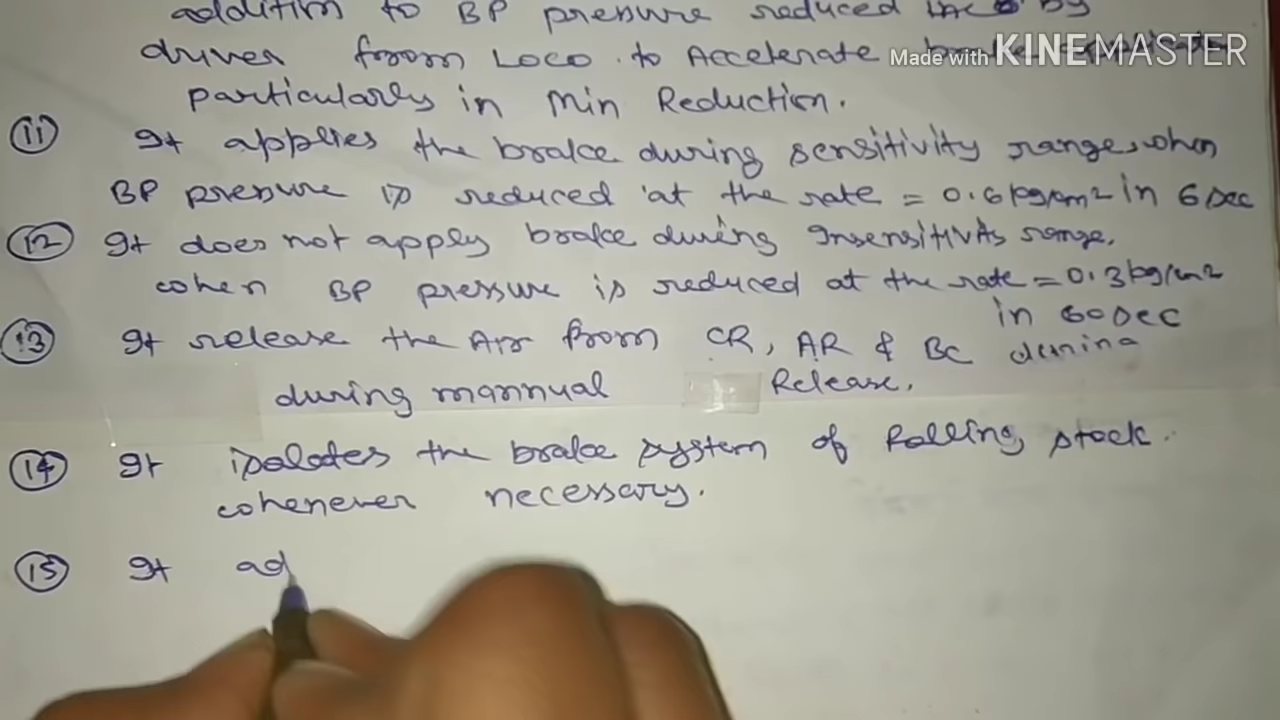 addition to BP pressure reduced by
driver from Loco. to Accelerate
Made with KINEMASTER
particularly in Min Reduction.
11 It applies the brake during sensitivity range, when
BP pressure is reduced at the rate = 0.6 kg/cm2 in 6 sec
12 It does not apply brake during Insensitivity range,
when BP pressure is reduced at the rate = 0.3 kg/cm2
in 60 sec
13 It release the Air from CR, AR & BC during
during mannual Release.
14 It isolates the brake system of Rolling stock.
whenever necessary.
15 It ad